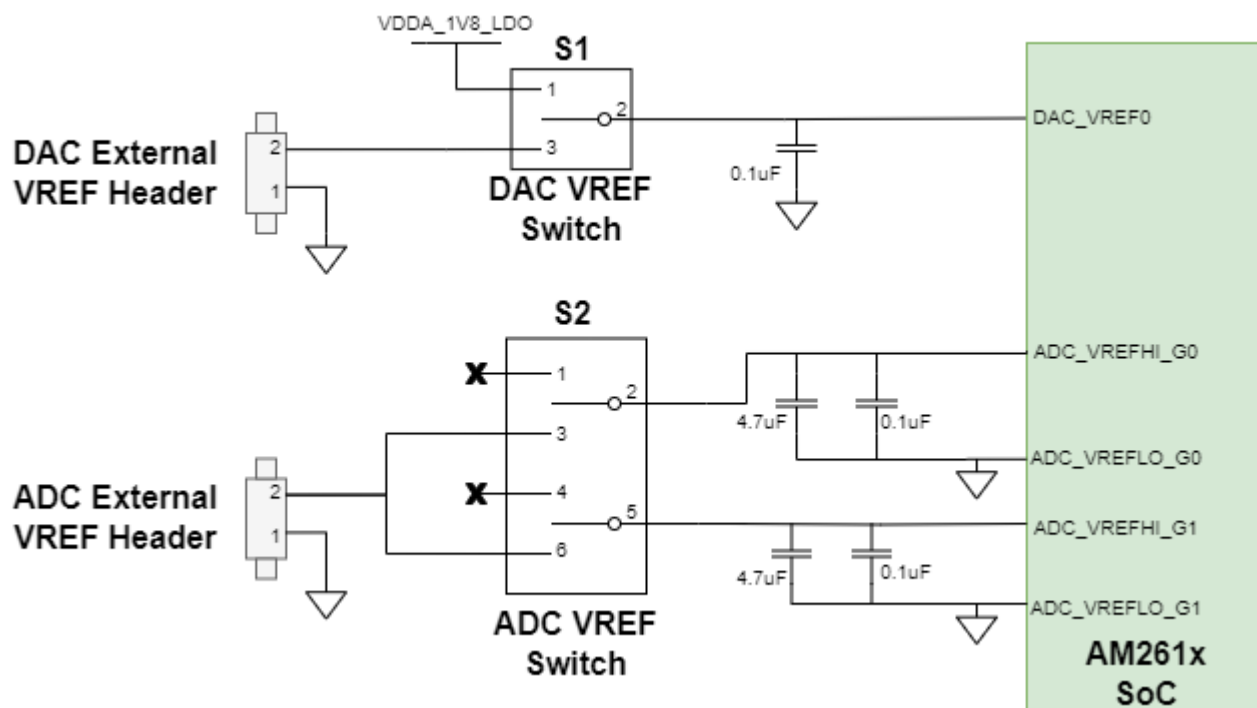 VDDA_1V8_LDO
S1
1
2
3
DAC VREF
Switch
DAC External
VREF Header
2
1
0.1uF
DAC_VREF0
S2
1
2
3
4
5
6
ADC VREF
Switch
ADC External
VREF Header
2
1
4.7uF
0.1uF
4.7uF
0.1uF
ADC_VREFHI_G0
ADC_VREFLO_G0
ADC_VREFHI_G1
ADC_VREFLO_G1
AM261x
SoC